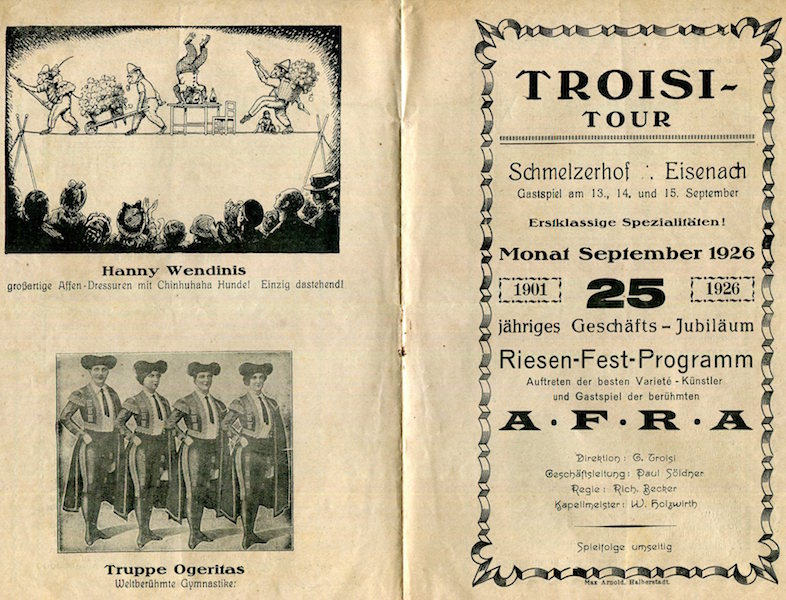 Hanny Wendinis
großartige Affen-Dressuren mit Chinhuhaha Hunde! Einzig dastehend!
Truppe Ogeritas
Weltberühmte Gymnastiker
TROISI-
TOUR
Schmelzerhof ∴ Eisenach
Gastspiel am 13., 14. und 15. September
Erstklassige Spezialitäten!
Monat September 1926
1901 25 1926
jähriges Geschäfts-Jubiläum
Riesen-Fest-Programm
Auftreten der besten Varieté-Künstler
und Gastspiel der berühmten
A·F·R·A
Direktion: G. Troisi
Geschäftsleitung: Paul Söldner
Regie: Rich. Becker
Kapellmeister: W. Holzwirth
Spielfolge umseitig
Max Arnold, Halberstadt.